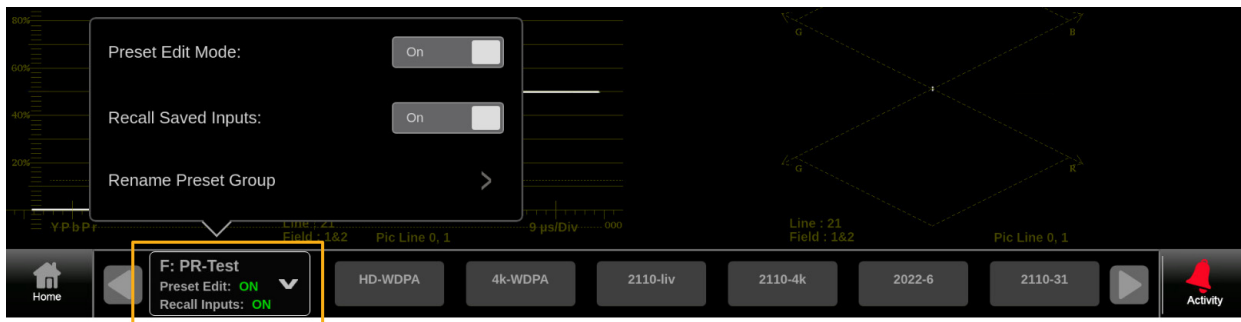 80%
60%
40%
20%
Preset Edit Mode:
On
Recall Saved Inputs:
On
Rename Preset Group
>
G
B
G
R
YPbPr
Line : 21
Field : 1&2
Pic Line 0, 1
9 µs/Div
000
Line : 21
Field : 1&2
Pic Line 0, 1
Home
F: PR-Test
Preset Edit: ON
Recall Inputs: ON
HD-WDPA
4k-WDPA
2110-liv
2110-4k
2022-6
2110-31
Activity